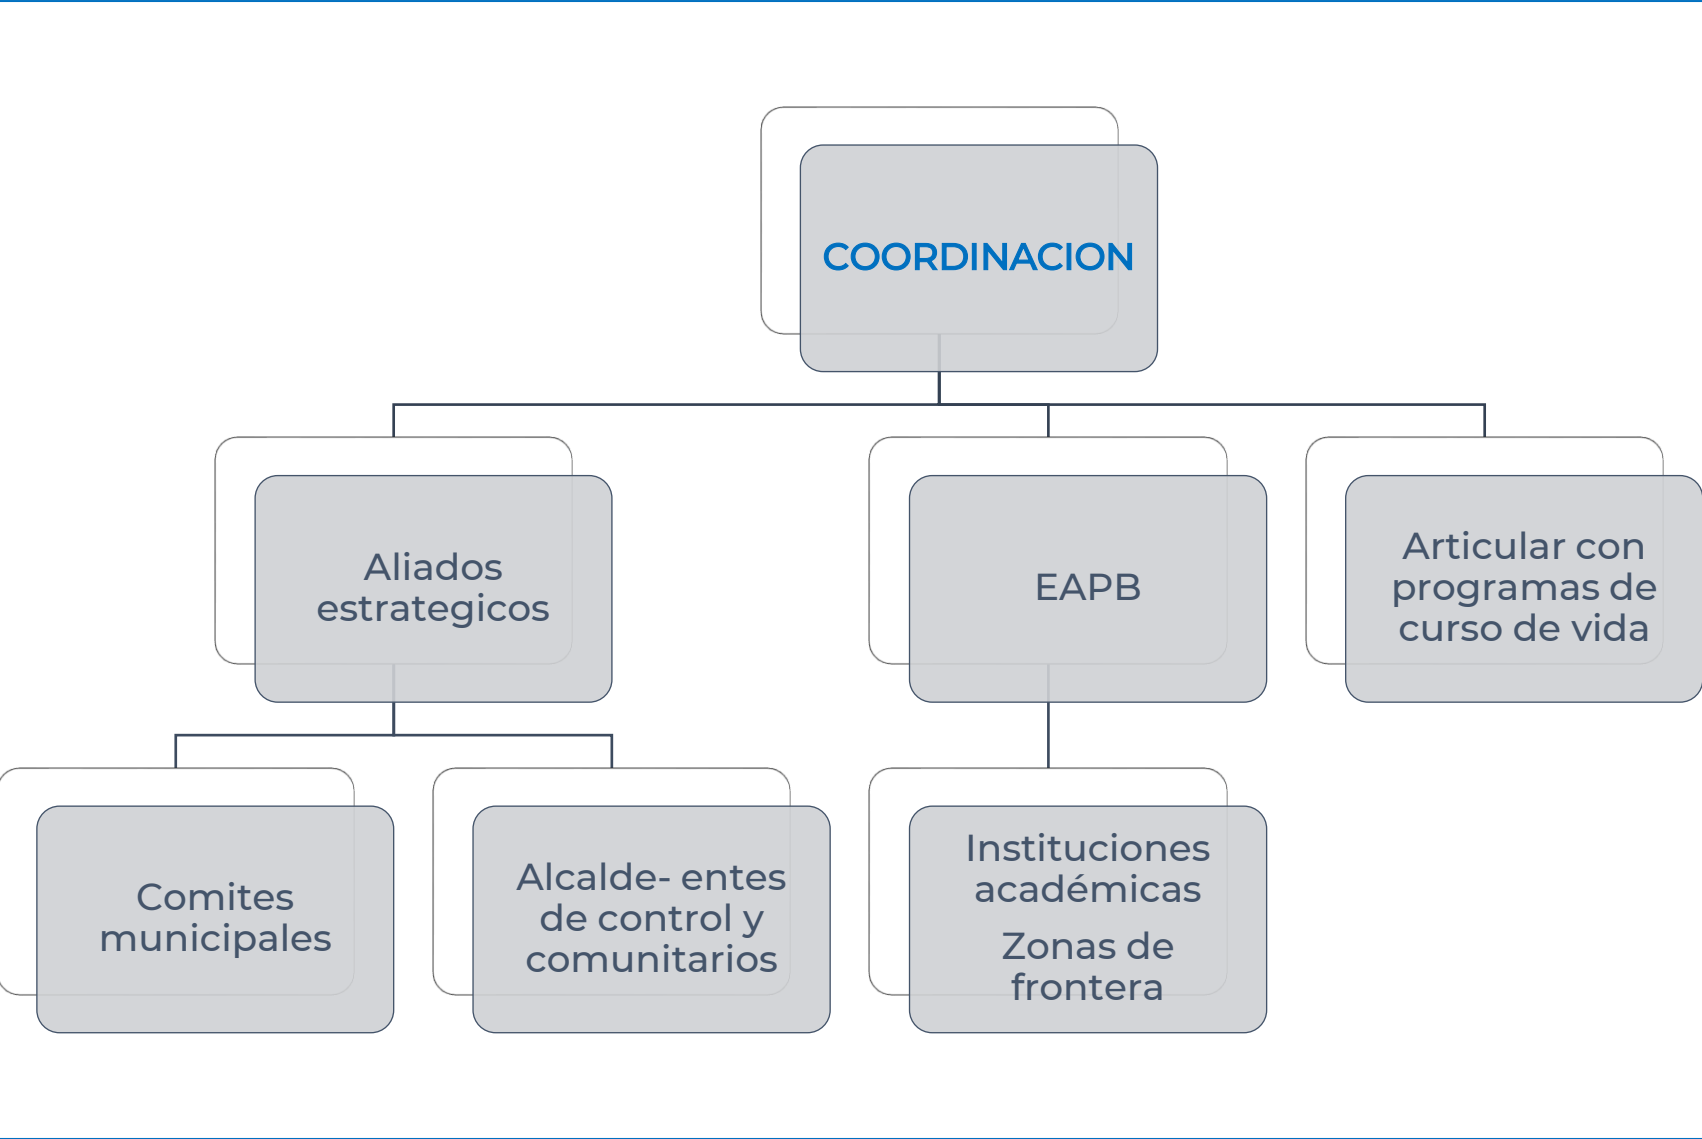 COORDINACION
Aliados
estrategicos
EAPB
Articular con
programas de
curso de vida
Comites
municipales
Alcalde- entes
de control y
comunitarios
Instituciones
académicas
Zonas de
frontera